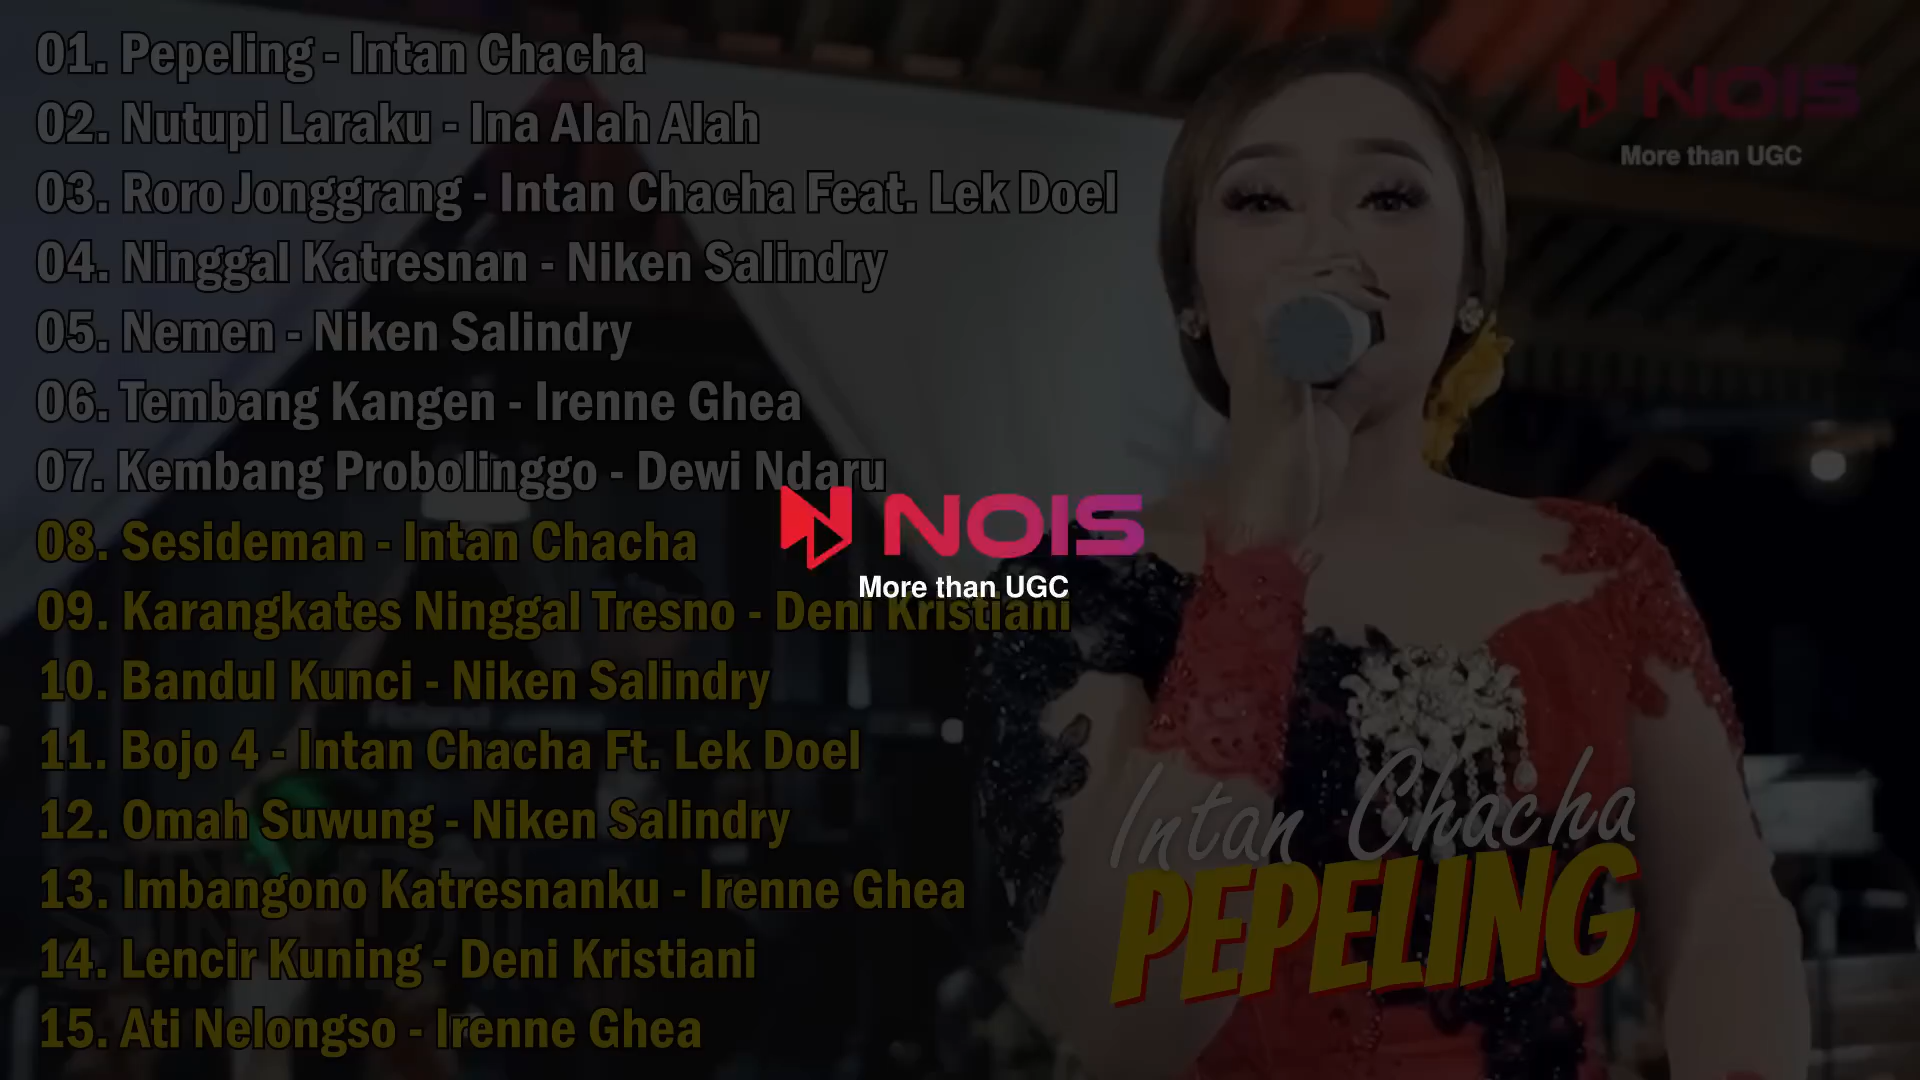 01. Pepeling - Intan Chacha
02. Nutupi Laraku - Ina Alah Alah
03. Roro Jonggrang - Intan Chacha Feat. Lek Doel
04. Ninggal Katresnan - Niken Salindry
05. Nemen - Niken Salindry
06. Tembang Kangen - Irenne Ghea
07. Kembang Probolinggo - Dewi Ndaru
08. Sesideman - Intan Chacha
09. Karangkates Ninggal Tresno - Deni Kristiani
10. Bandul Kunci - Niken Salindry
11. Bojo 4 - Intan Chacha Ft. Lek Doel
12. Omah Suwung - Niken Salindry
13. Imbangono Katresnanku - Irenne Ghea
14. Lencir Kuning - Deni Kristiani
15. Ati Nelongso - Irenne Ghea
NOIS
More than UGC
NOIS
More than UGC
Intan Chacha
PEPELING